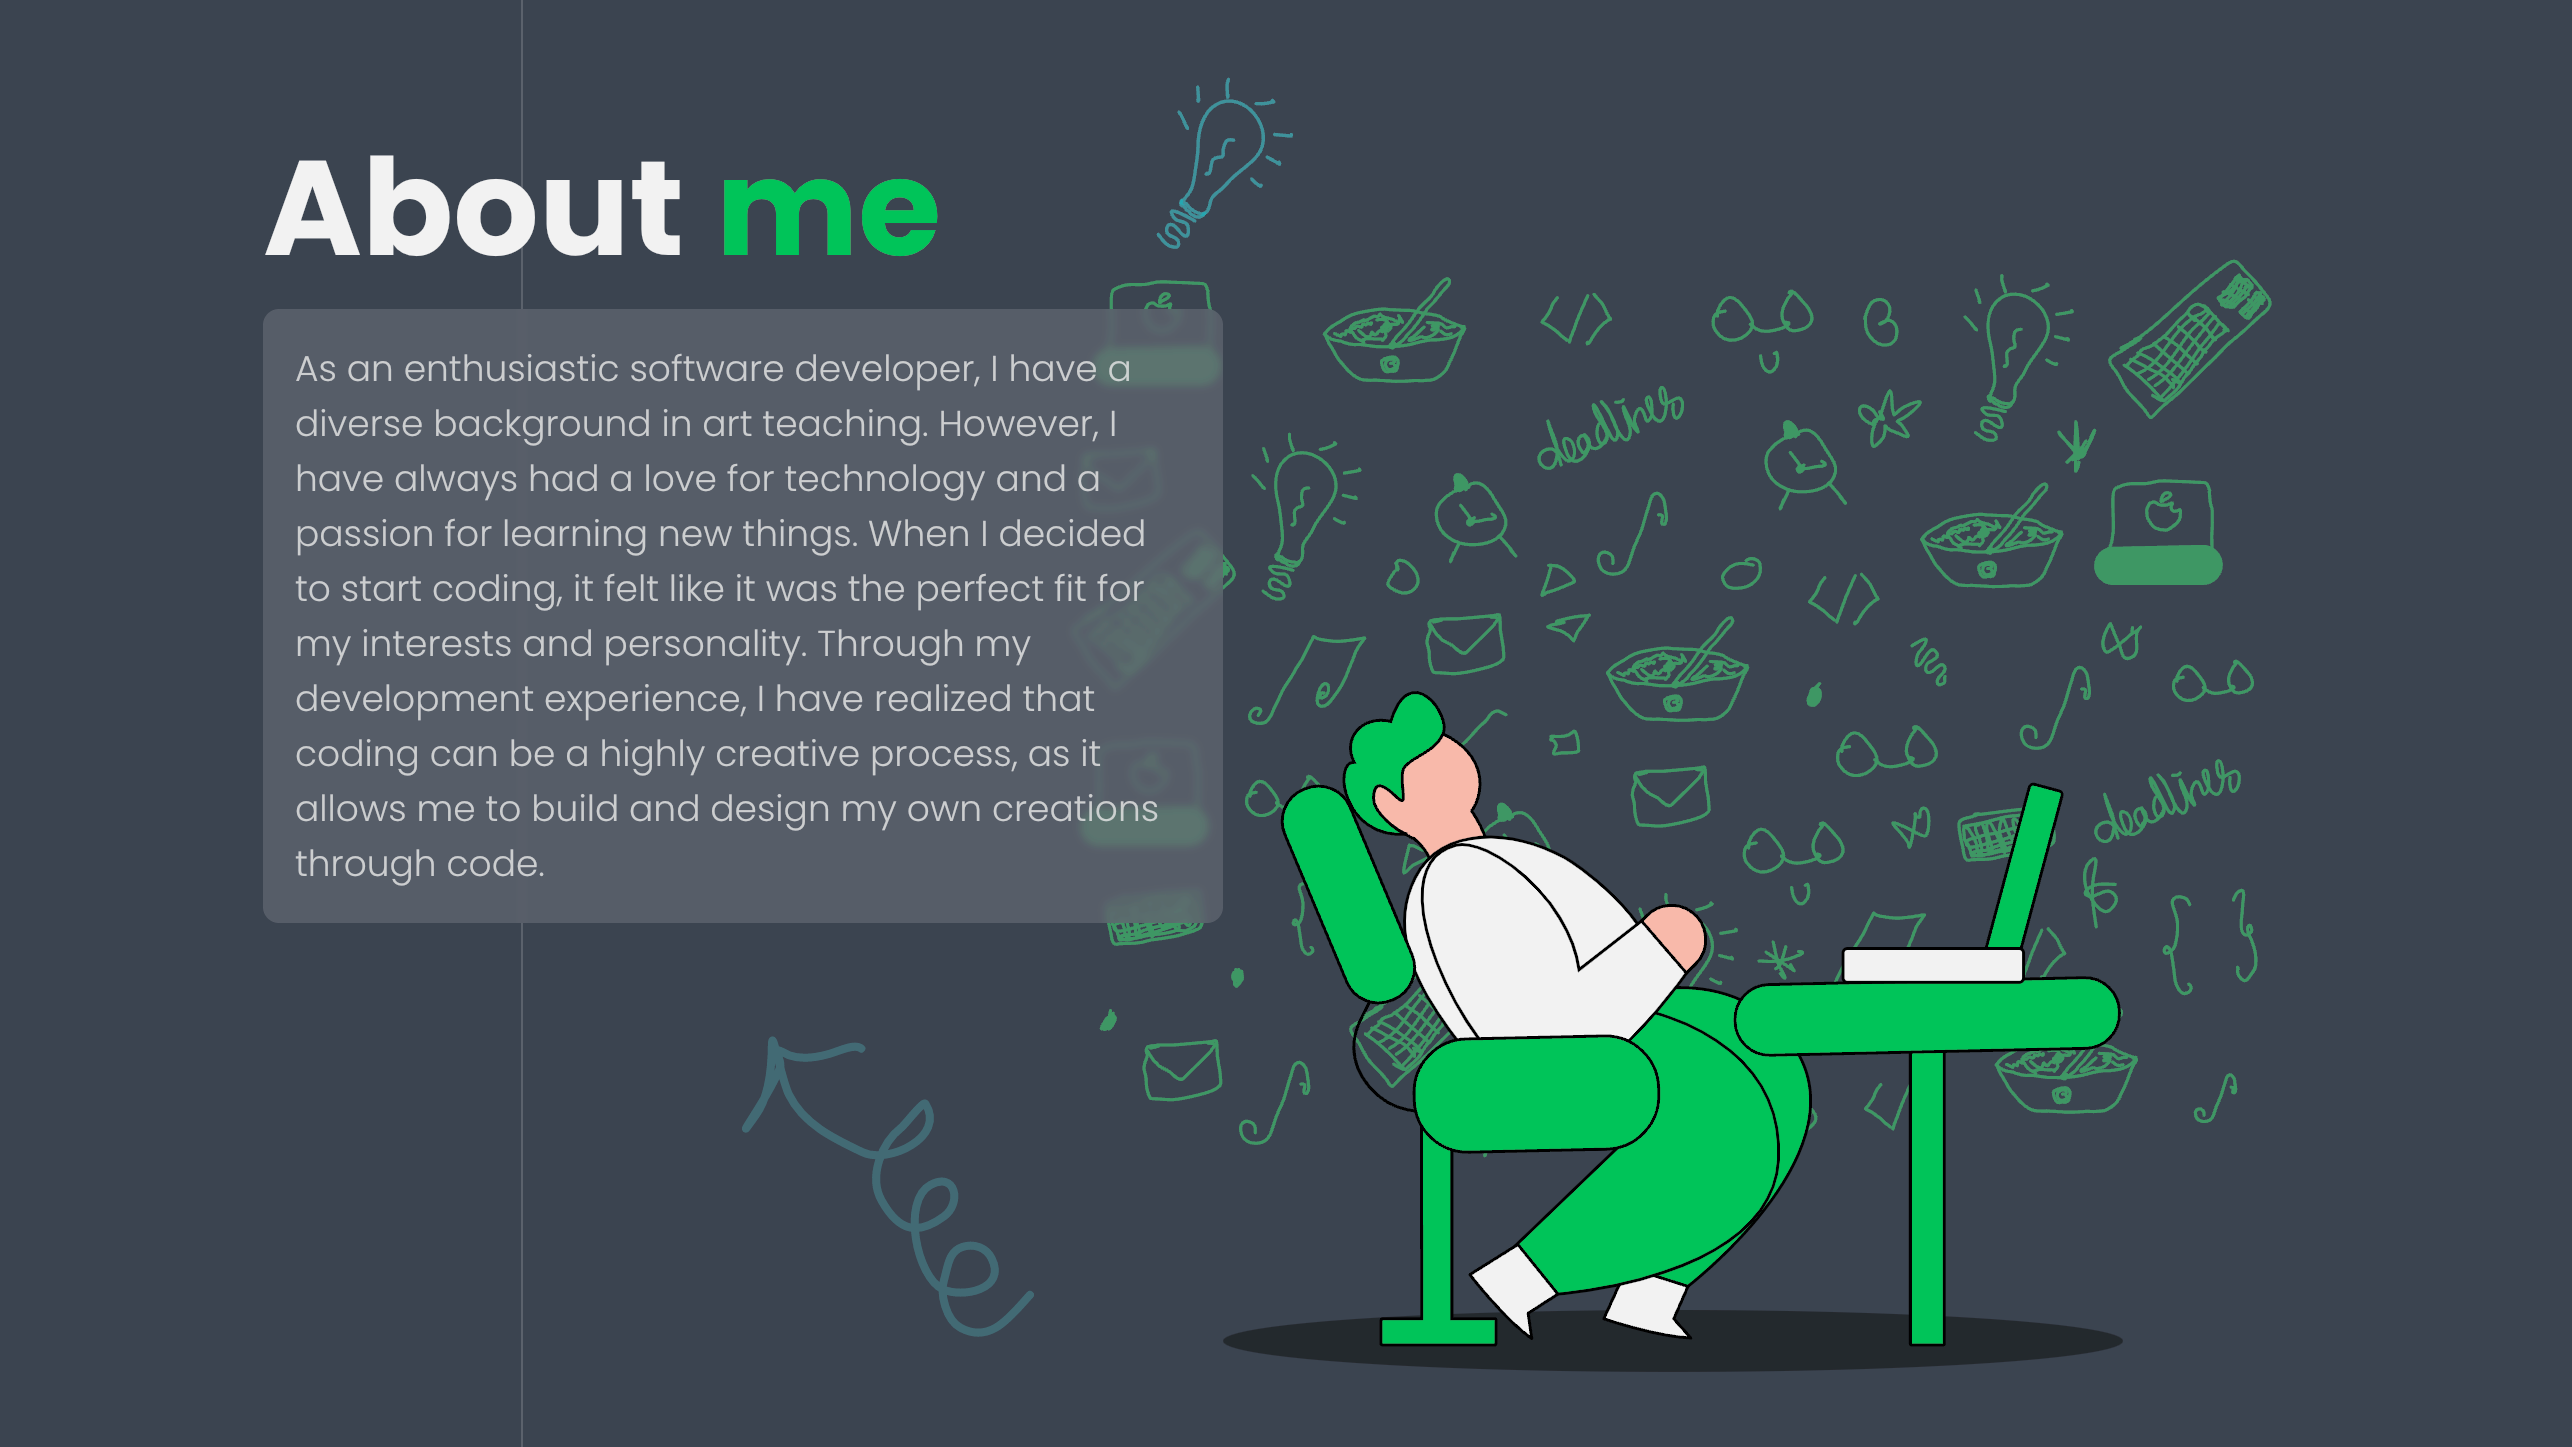 About me
As an enthusiastic software developer, I have a
diverse background in art teaching. However, I
have always had a love for technology and a
passion for learning new things. When I decided
to start coding, it felt like it was the perfect fit for
my interests and personality. Through my
development experience, I have realized that
coding can be a highly creative process, as it
allows me to build and design my own creations
through code.
</>
deadlines
</>
deadlines
{ }